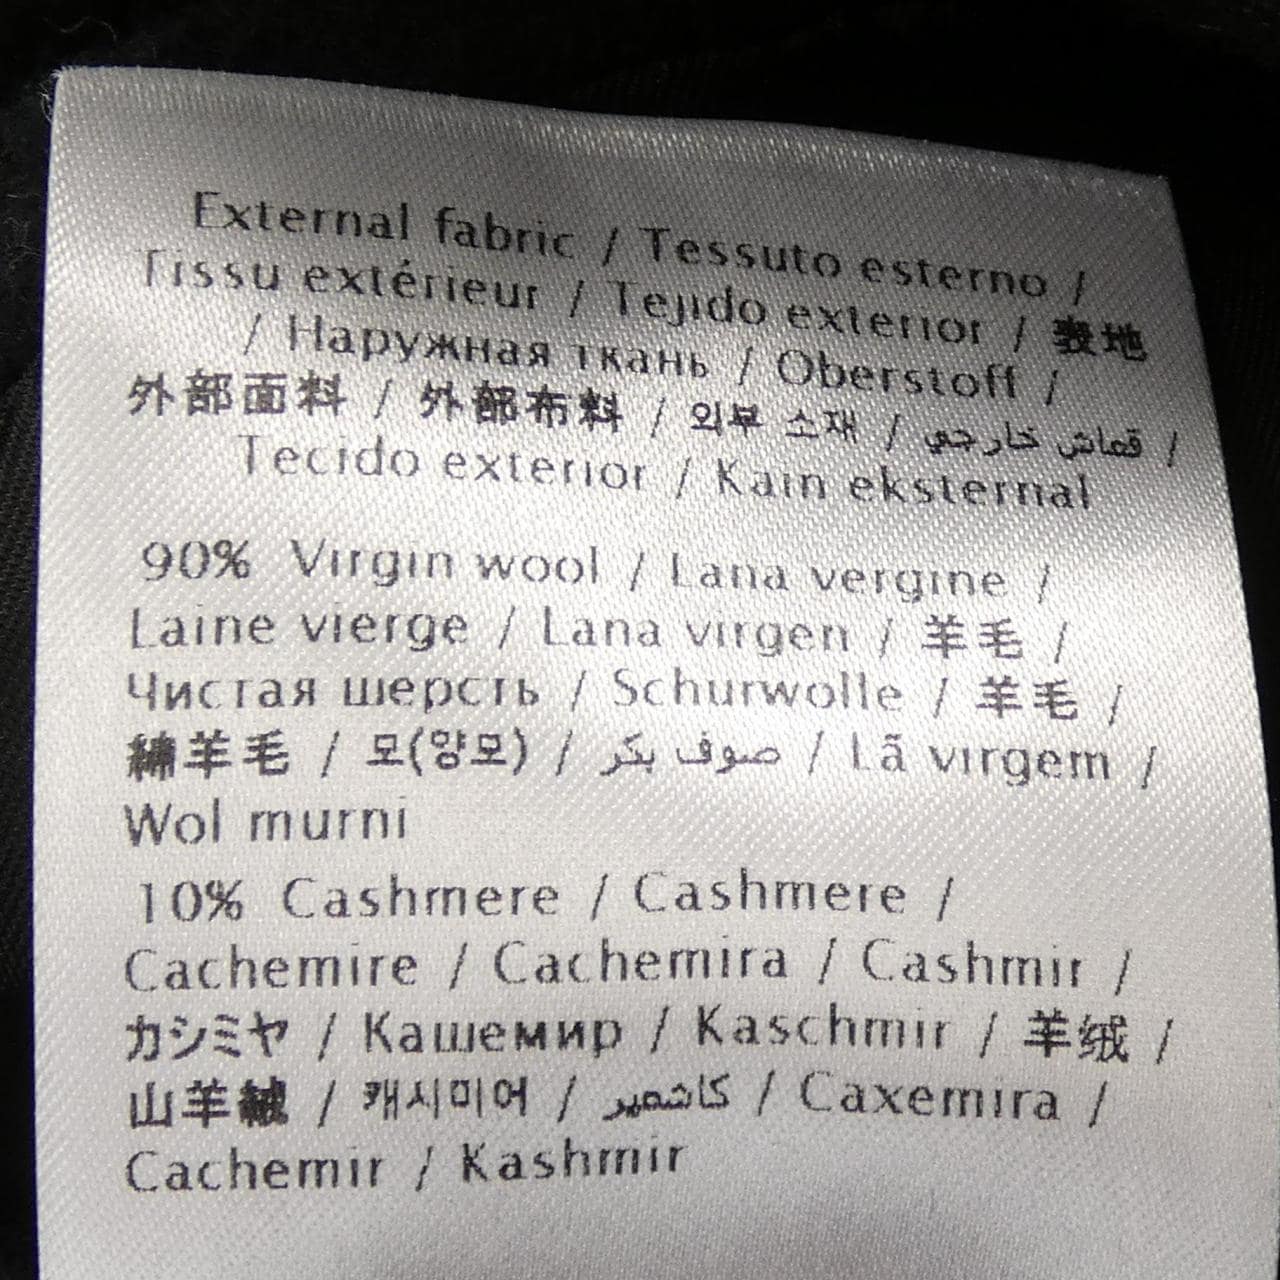 External fabric / Tessuto esterno /
Tissu extérieur / Tejido exterior / 表地
/ Наружная ткань / Oberstoff /
外部面料 / 外部布料 / 외부 소재 / قماش خارجي /
Tecido exterior / Kain eksternal
90% Virgin wool / Lana vergine /
Laine vierge / Lana virgen / 羊毛 /
Чистая шерсть / Schurwolle / 羊毛 /
綿羊毛 / 모(양모) / صوف بكر / Lã virgem /
Wol murni
10% Cashmere / Cashmere /
Cachemire / Cachemira / Cashmir /
カシミヤ / Кашемир / Kaschmir / 羊绒 /
山羊絨 / 캐시미어 / كاشمير / Caxemira /
Cachemir / Kashmir